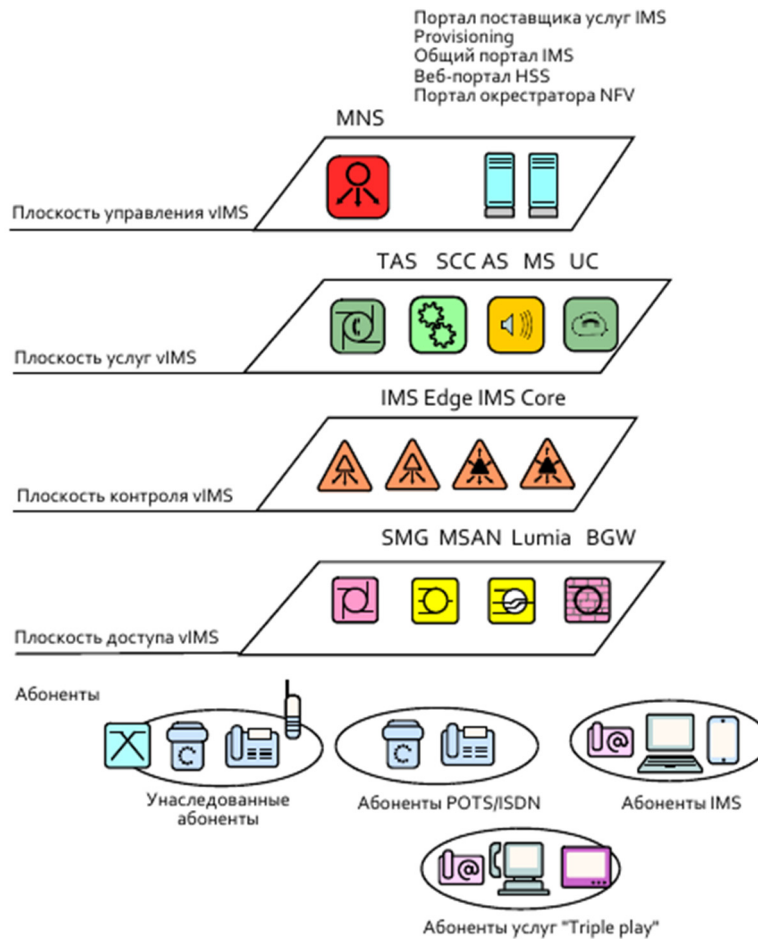 Портал поставщика услуг IMS
Provisioning
Общий портал IMS
Веб-портал HSS
Портал окрестратора NFV
MNS
Плоскость управления vIMS
TAS SCC AS MS UC
Плоскость услуг vIMS
IMS Edge IMS Core
Плоскость контроля vIMS
SMG MSAN Lumia BGW
Плоскость доступа vIMS
Абоненты
C
C
@
Унаследованные
абоненты
Абоненты POTS/ISDN
Абоненты IMS
@
Абоненты услуг "Triple play"